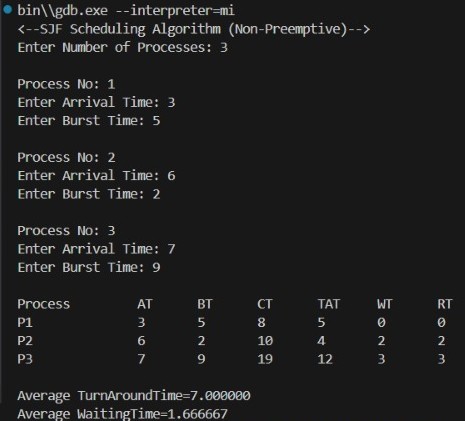 bin\\gdb.exe --interpreter=mi
<--SJF Scheduling Algorithm (Non-Preemptive)-->
Enter Number of Processes: 3
Process No: 1
Enter Arrival Time: 3
Enter Burst Time: 5
Process No: 2
Enter Arrival Time: 6
Enter Burst Time: 2
Process No: 3
Enter Arrival Time: 7
Enter Burst Time: 9
Process AT BT CT TAT WT RT
P1 3 5 8 5 0 0
P2 6 2 10 4 2 2
P3 7 9 19 12 3 3
Average TurnAroundTime=7.000000
Average WaitingTime=1.666667